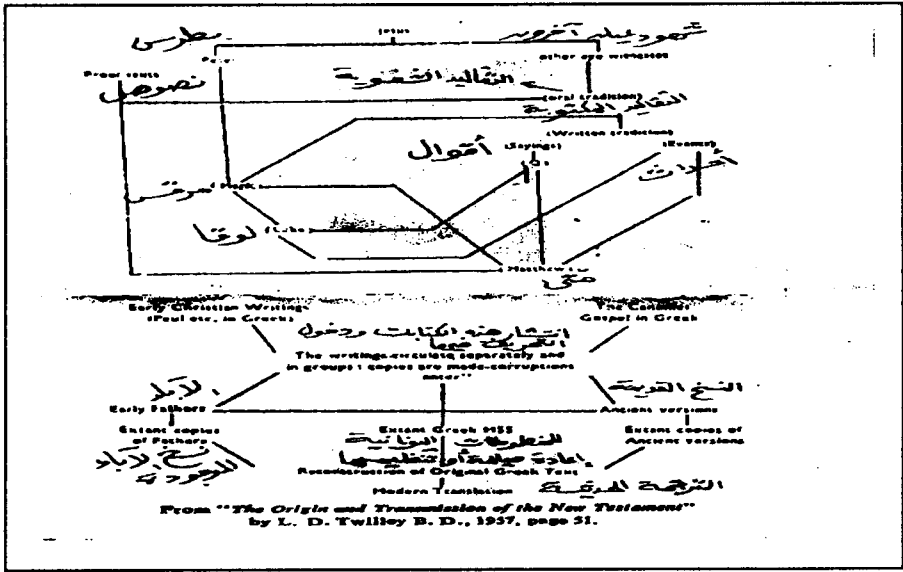 Jesus
بطرس
شهود عيان آخرون
Peter
other eye witnesses
Proof texts
نصوص
التقاليد الشفوية
(oral tradition)
التقاليد المكتوبة
(Written tradition)
أقوال
(Sayings)
(Q)
(Events)
أحداث
مرقس
(Mark)
لوقا
(Luke)
Matthew
متى
Early Christian Writings
(Paul etc. in Greek)
The Canonical
Gospel in Greek
انتشار هذه الكتابات ودخول
التحريف فيها
The writings circulate separately and
in groups: copies are made-corruptions
enter"
الآباء
Early Fathers
النسخ القديمة
Ancient versions
Extant copies
of Fathers
Extant Greek MSS
Extant copies of
Ancient versions
نسخ الآباء
الموجودة
المخطوطات اليونانية
إعادة صياغة أو تنظيمها
Reconstruction of Original Greek Text
Modern Translation
الترجمة الحديثة
From "The Origin and Transmission of the New Testament"
by L. D. Twilley B. D., 1957, page 51.